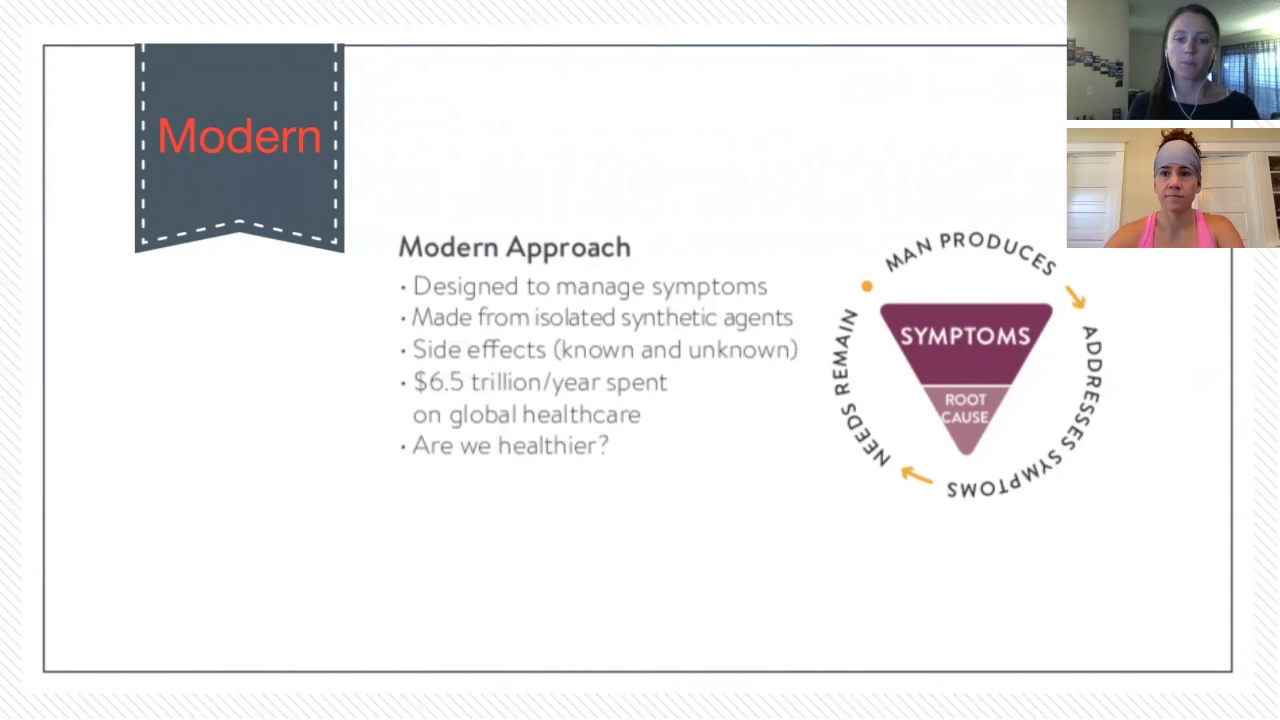 Modern
Modern Approach
· Designed to manage symptoms
· Made from isolated synthetic agents
· Side effects (known and unknown)
· $6.5 trillion/year spent
on global healthcare
· Are we healthier?
MAN PRODUCES
ADDRESSES SYMPTOMS
NEEDS REMAIN
SYMPTOMS
ROOT
CAUSE